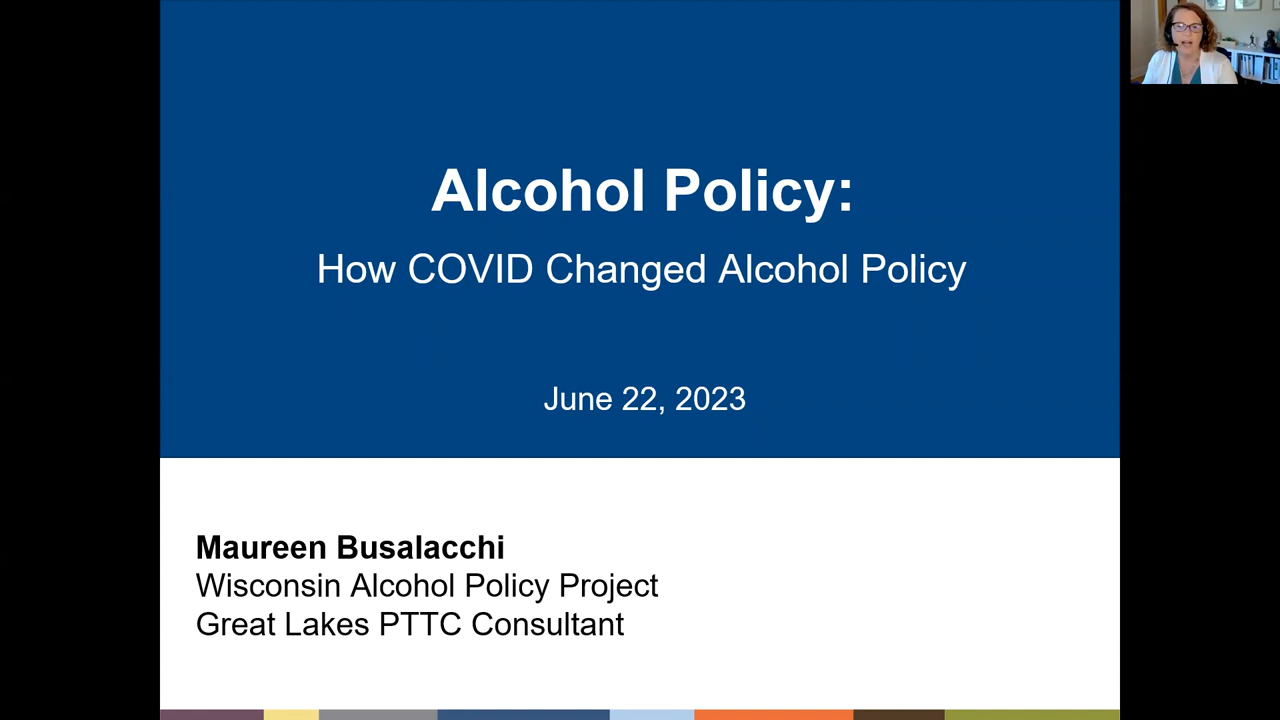 Alcohol Policy:
How COVID Changed Alcohol Policy
June 22, 2023
Maureen Busalacchi
Wisconsin Alcohol Policy Project
Great Lakes PTTC Consultant